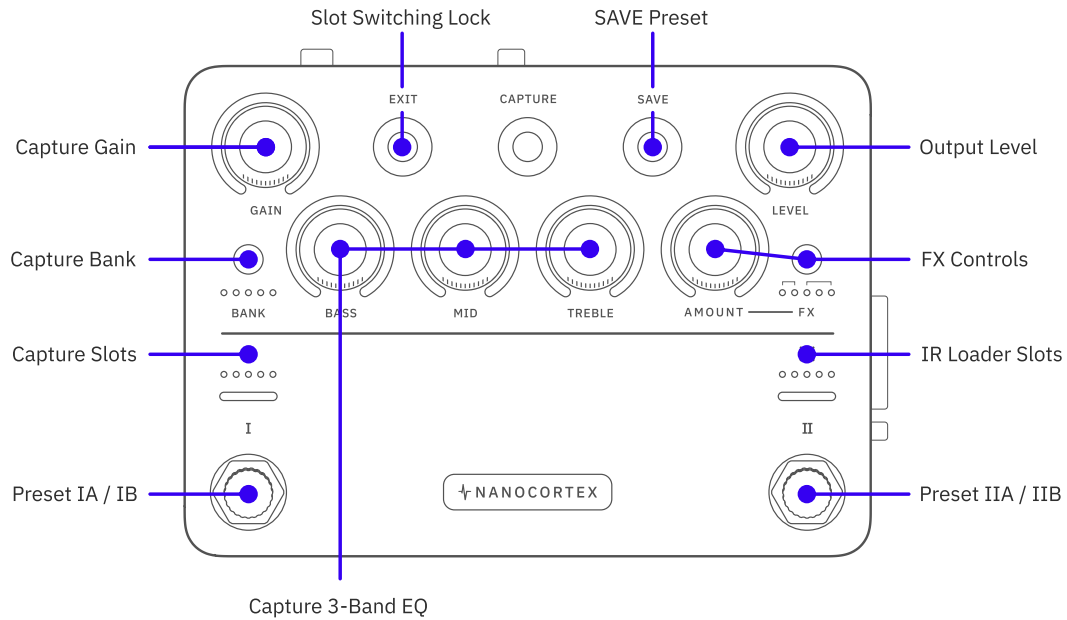 Slot Switching Lock
SAVE Preset
EXIT
CAPTURE
SAVE
Capture Gain
Output Level
GAIN
LEVEL
Capture Bank
FX Controls
BANK
BASS
MID
TREBLE
AMOUNT
FX
Capture Slots
IR Loader Slots
I
II
Preset IA / IB
NANOCORTEX
Preset IIA / IIB
Capture 3-Band EQ